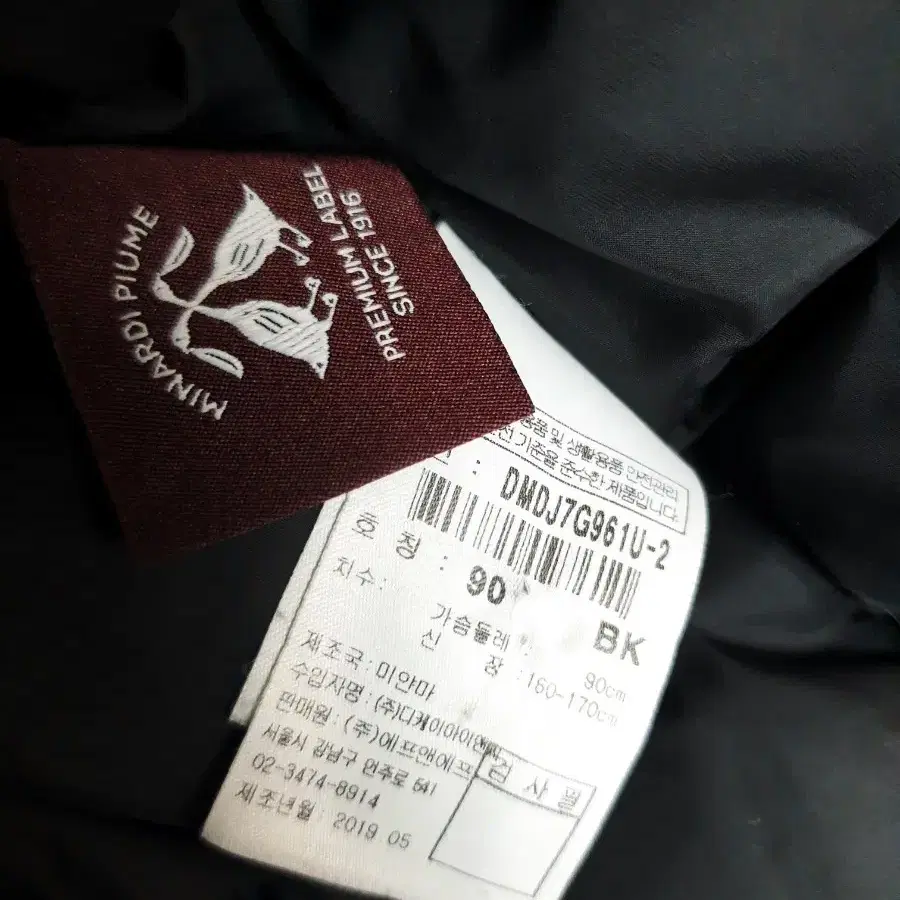 MINARDI PIUME
PREMIUM LABEL
SINCE 1916
용품 및 생활용품 안전관리
안전 기준을 준수한 제품입니다.
: DMDJ7G961U-2
호 칭 : 90 BK
치수: 가슴둘레 : 90cm
신 장 : 160-170cm
제조국: 미얀마
수입자명: (주)디케이아이앤씨
판매원: (주)에프앤에프
서울시 강남구 언주로 541
02-3474-8914
제조년월: 2019 05
검 사 필